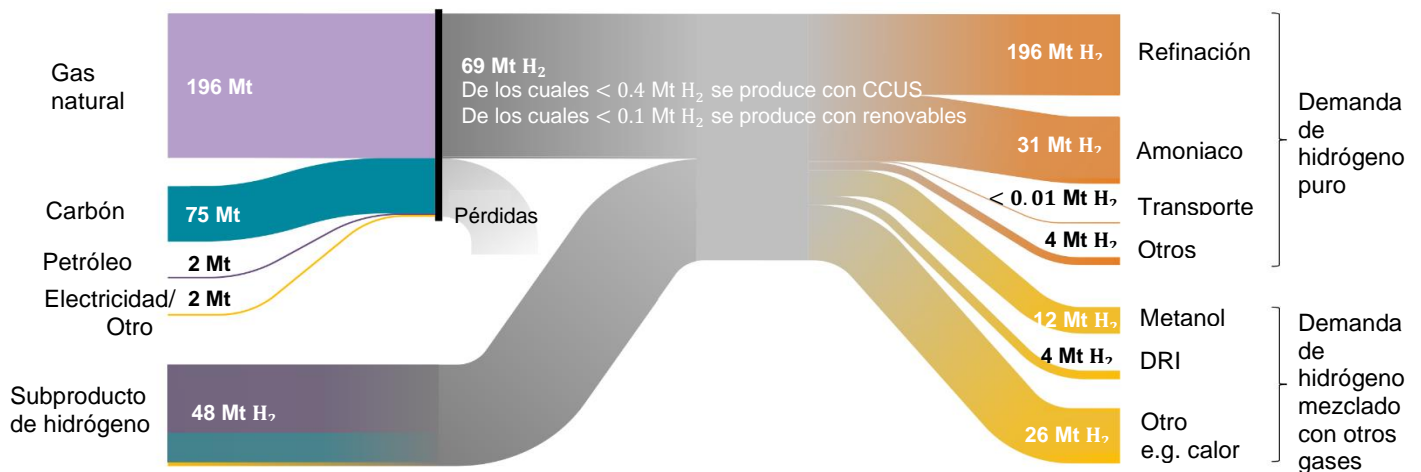 Gas
natural
196 Mt
Carbón
75 Mt
Petróleo
2 Mt
Electricidad/
Otro
2 Mt
Subproducto
de hidrógeno
48 Mt H₂
69 Mt H₂
De los cuales < 0.4 Mt H₂ se produce con CCUS
De los cuales < 0.1 Mt H₂ se produce con renovables
Pérdidas
196 Mt H₂
Refinación
31 Mt H₂
Amoniaco
< 0.01 Mt H₂
Transporte
4 Mt H₂
Otros
12 Mt H₂
Metanol
4 Mt H₂
DRI
26 Mt H₂
Otro
e.g. calor
Demanda
de
hidrógeno
puro
Demanda
de
hidrógeno
mezclado
con otros
gases